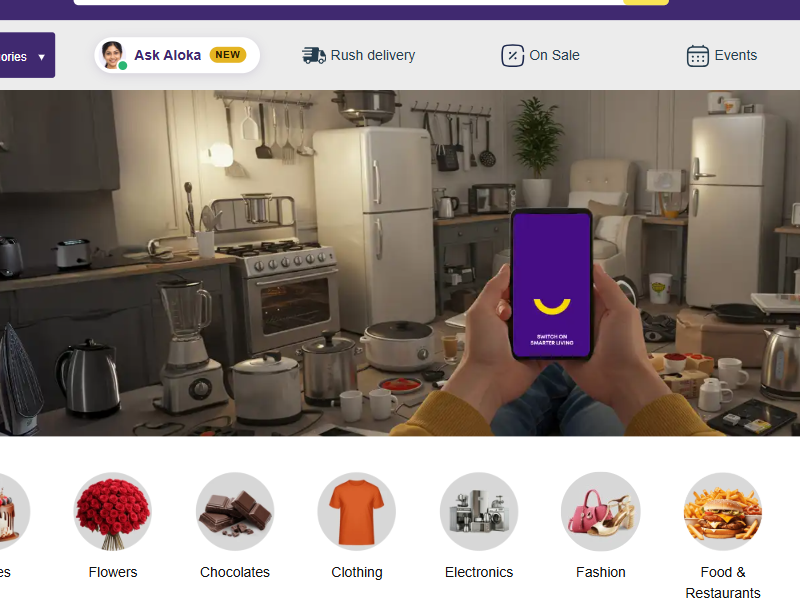 ories ▾
Ask Aloka NEW
Rush delivery
On Sale
Events
SWITCH ON
SMARTER LIVING
es
Flowers
Chocolates
Clothing
Electronics
Fashion
Food &
Restaurants